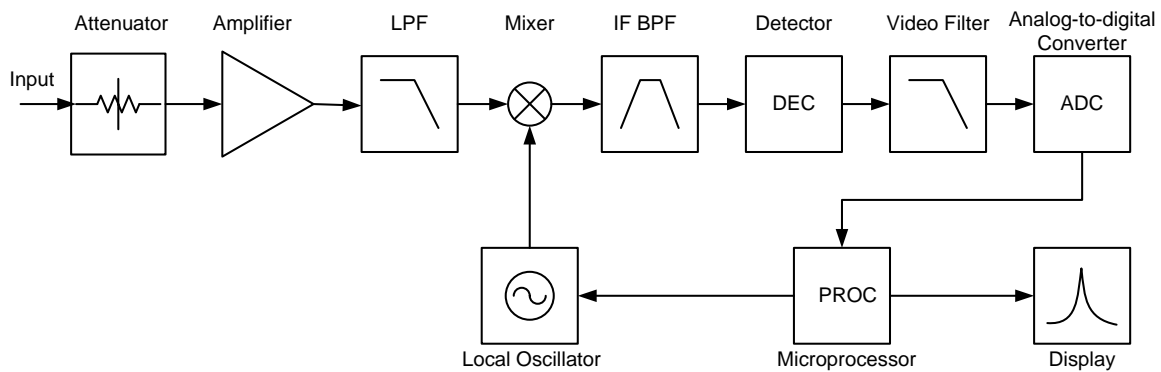 Attenuator
Amplifier
LPF
Mixer
IF BPF
Detector
Video Filter
Analog-to-digital
Converter
Input
DEC
ADC
PROC
Local Oscillator
Microprocessor
Display